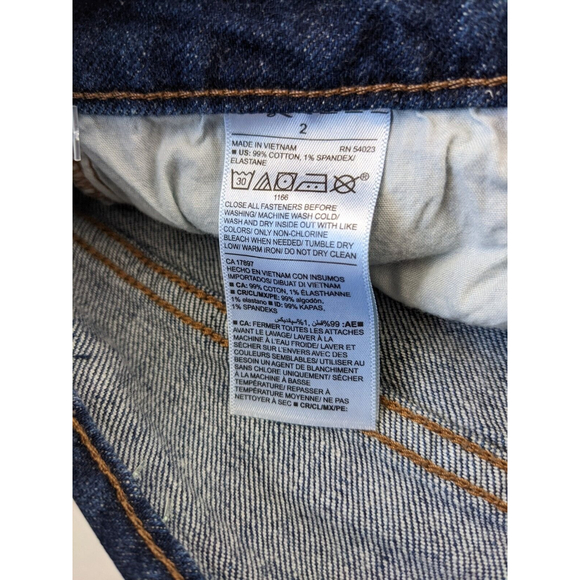 2
MADE IN VIETNAM RN 54023
■ US: 99% COTTON, 1% SPANDEX/
ELASTANE
30 ®
1166
CLOSE ALL FASTENERS BEFORE
WASHING/ MACHINE WASH COLD/
WASH AND DRY INSIDE OUT WITH LIKE
COLORS/ ONLY NON-CHLORINE
BLEACH WHEN NEEDED/ TUMBLE DRY
LOW/ WARM IRON/ DO NOT DRY CLEAN
CA 17897
HECHO EN VIETNAM CON INSUMOS
IMPORTADOS/ DIBUAT DI VIETNAM
■ CA: 99% COTON, 1% ÉLASTHANNE
■ CR/CL/MX/PE: 99% algodón,
1% elastano ■ ID: 99% KAPAS,
1% SPANDEKS
■ AE: 99% قطن, 1% اسپندیکس
■ CA: FERMER TOUTES LES ATTACHES
AVANT LE LAVAGE/ LAVER À LA
MACHINE À L'EAU FROIDE/ LAVER ET
SÉCHER SUR L'ENVERS AVEC DES
COULEURS SEMBLABLES/ UTILISER AU
BESOIN UN AGENT DE BLANCHIMENT
SANS CHLORE UNIQUEMENT/ SÉCHER
À LA MACHINE À BASSE
TEMPÉRATURE/ REPASSER À
TEMPÉRATURE MOYENNE/ NE PAS
NETTOYER À SEC ■ CR/CL/MX/PE: